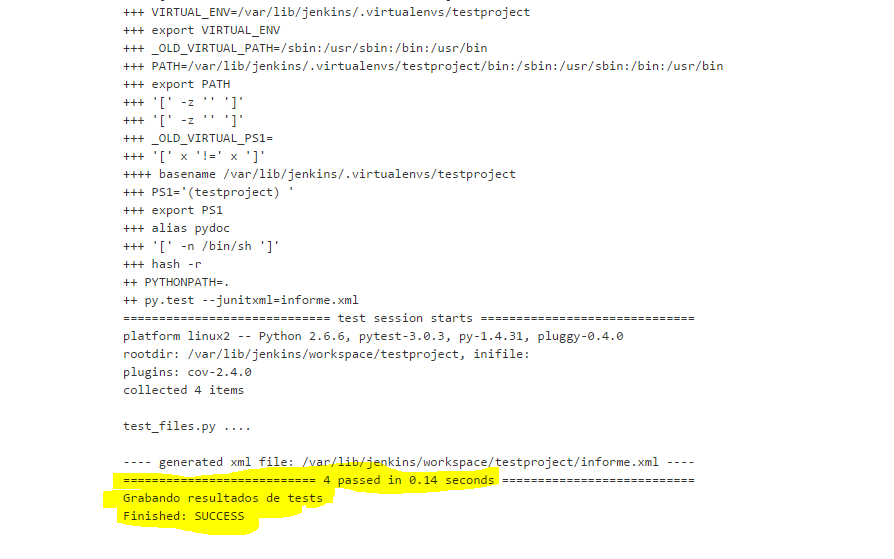 +++ VIRTUAL_ENV=/var/lib/jenkins/.virtualenvs/testproject
+++ export VIRTUAL_ENV
+++ _OLD_VIRTUAL_PATH=/sbin:/usr/sbin:/bin:/usr/bin
+++ PATH=/var/lib/jenkins/.virtualenvs/testproject/bin:/sbin:/usr/sbin:/bin:/usr/bin
+++ export PATH
+++ '[' -z '' ']'
+++ '[' -z '' ']'
+++ _OLD_VIRTUAL_PS1=
+++ '[' x '!=' x ']'
++++ basename /var/lib/jenkins/.virtualenvs/testproject
+++ PS1='(testproject) '
+++ export PS1
+++ alias pydoc
+++ '[' -n /bin/sh ']'
+++ hash -r
++ PYTHONPATH=.
++ py.test --junitxml=informe.xml
============================= test session starts ==============================
platform linux2 -- Python 2.6.6, pytest-3.0.3, py-1.4.31, pluggy-0.4.0
rootdir: /var/lib/jenkins/workspace/testproject, inifile:
plugins: cov-2.4.0
collected 4 items
test_files.py ....
---- generated xml file: /var/lib/jenkins/workspace/testproject/informe.xml ----
=========================== 4 passed in 0.14 seconds ===========================
Grabando resultados de tests
Finished: SUCCESS